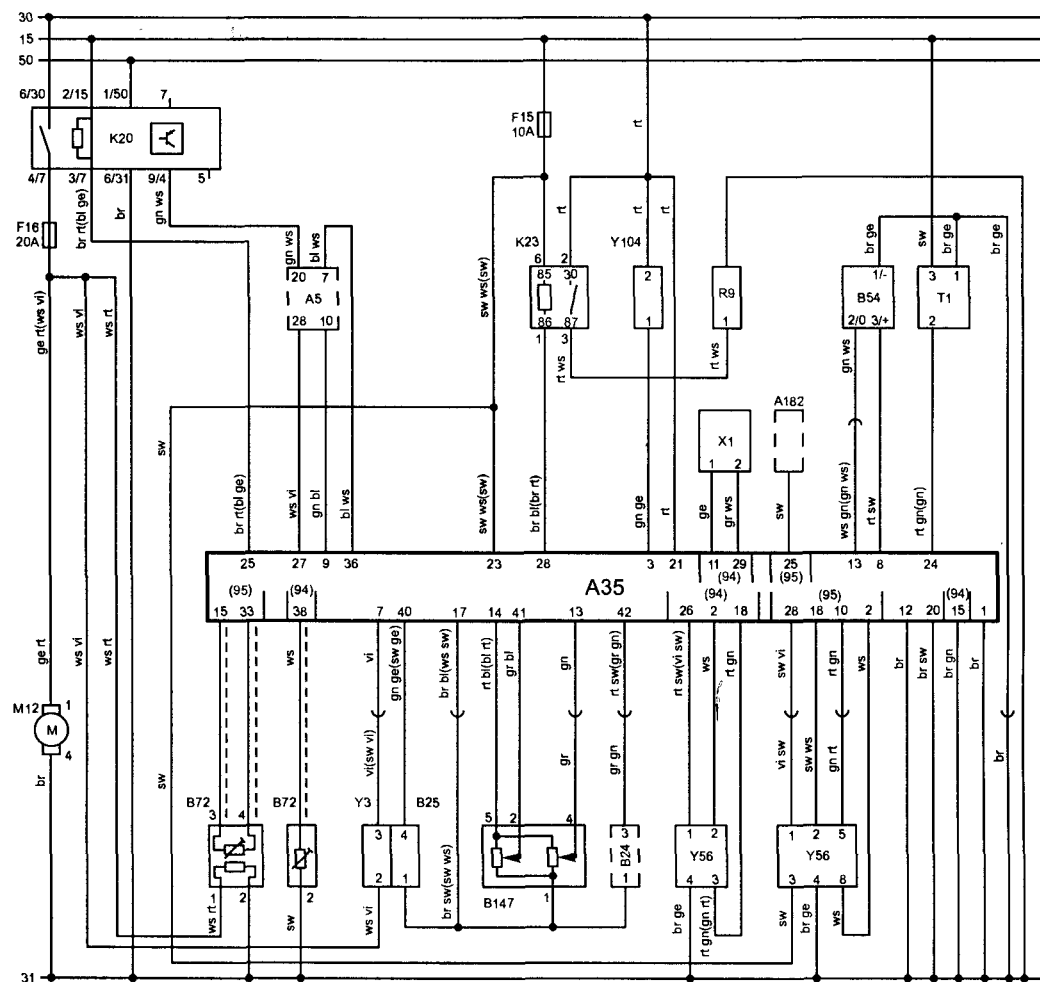 30
15
50
6/30 2/15 1/50 7
K20
4/7 3/7 6/31 9/4 5
F15
10A
rt
F16
20A
br rt(bl ge)
br
gn ws
gn ws
bl ws
sw ws(sw)
rt
rt
rt
br ge
sw
br ge
br ge
K23
Y104
6 2
85 30
86 87
1 3
2
1
R9
1
1/-
B54
2/0 3/+
3 1
T1
2
20 7
A5
28 10
ge rt(ws vi)
ws vi
ws rt
rt ws
gn ws
A182
X1
1 2
sw
br rt(bl ge)
ws vi
gn bl
bl ws
sw ws(sw)
br bl(br rt)
gn ge
rt
ge
gr ws
sw
ws gn(gn ws)
rt sw
rt gn(gn)
25 27 9 36 23 28 3 21 11 29 25 13 8 24
(94) (95)
A35
(95) (94) (94) (95) (94)
15 33 38 7 40 17 14 41 13 42 26 2 18 28 18 10 2 12 20 15 1
ge rt
ws vi
ws rt
ws
vi
gn ge(sw ge)
br bl(ws sw)
rt bl(bl rt)
gr bl
gn
rt sw(gr gn)
rt sw(vi sw)
ws
rt gn
sw vi
rt gn
ws
br
br sw
br gn
br
M12 1
M
4
br
sw
vi(sw vi)
gr
gr gn
vi sw
sw ws
gn rt
br
B72
3 4
1 2
B72
2
Y3 B25
3 4
2 1
5 2 4
B147 1
3
B24
1
1 2
Y56
4 3
1 2 5
Y56
3 4 8
ws rt
sw
ws vi
br sw(sw ws)
br ge
rt gn(gn rt)
sw
br ge
ws
31